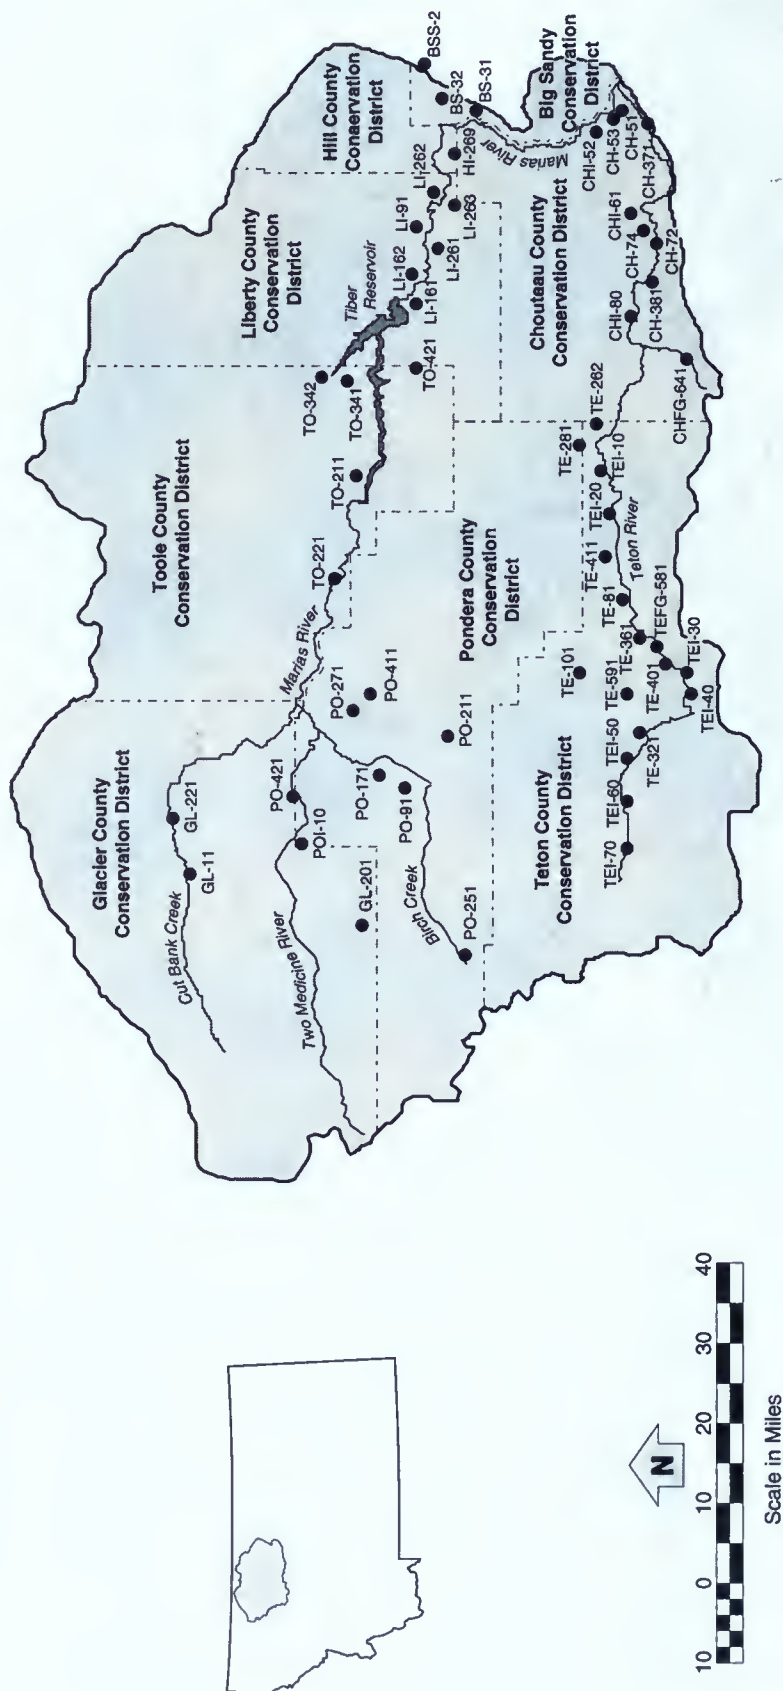 Glacier County
Conservation District
Toole County
Conservation District
Liberty County
Conservation
District
Hill County
Conaervation
District
Cut Bank Creek
GL-221
GL-11
Marias River
TO-221
TO-342
TO-341
TO-211
Tiber
Reservoir
LI-162
LI-91
LI-262
BSS-2
BS-32
BS-31
PO-421
POI-10
Two Medicine River
GL-201
PO-271
PO-411
PO-171
PO-91
Birch Creek
PO-251
PO-211
Pondera County
Conservation
District
TO-421
LI-161
LI-261
LI-263
HI-269
Marias River
Big Sandy
Conservation
District
Chouteau County
Conservation District
CHI-52
CH-53
CH-51
CH-371
CHI-61
CH-74
CH-72
CHI-80
CH-381
CHFG-641
Teton County
Conservation District
TE-101
TE-281
TE-262
TEI-10
TEI-20
TE-411
TE-81
Teton River
TE-361
TEFG-581
TE-591
TE-401
TEI-30
TEI-40
TEI-50
TE-321
TEI-60
TEI-70
N
10 0 10 20 30 40
Scale in Miles